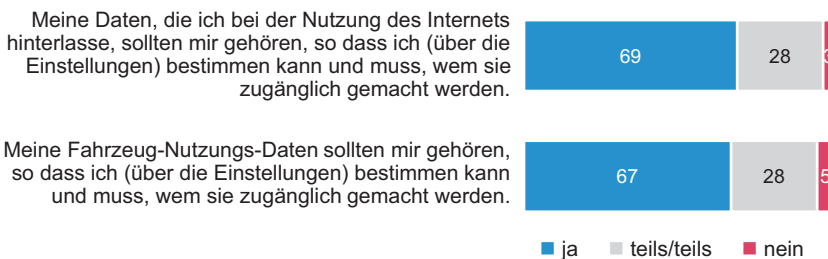 Meine Daten, die ich bei der Nutzung des Internets
hinterlasse, sollten mir gehören, so dass ich (über die
Einstellungen) bestimmen kann und muss, wem sie
zugänglich gemacht werden.
69 28 3
Meine Fahrzeug-Nutzungs-Daten sollten mir gehören,
so dass ich (über die Einstellungen) bestimmen kann
und muss, wem sie zugänglich gemacht werden.
67 28 5
ja teils/teils nein